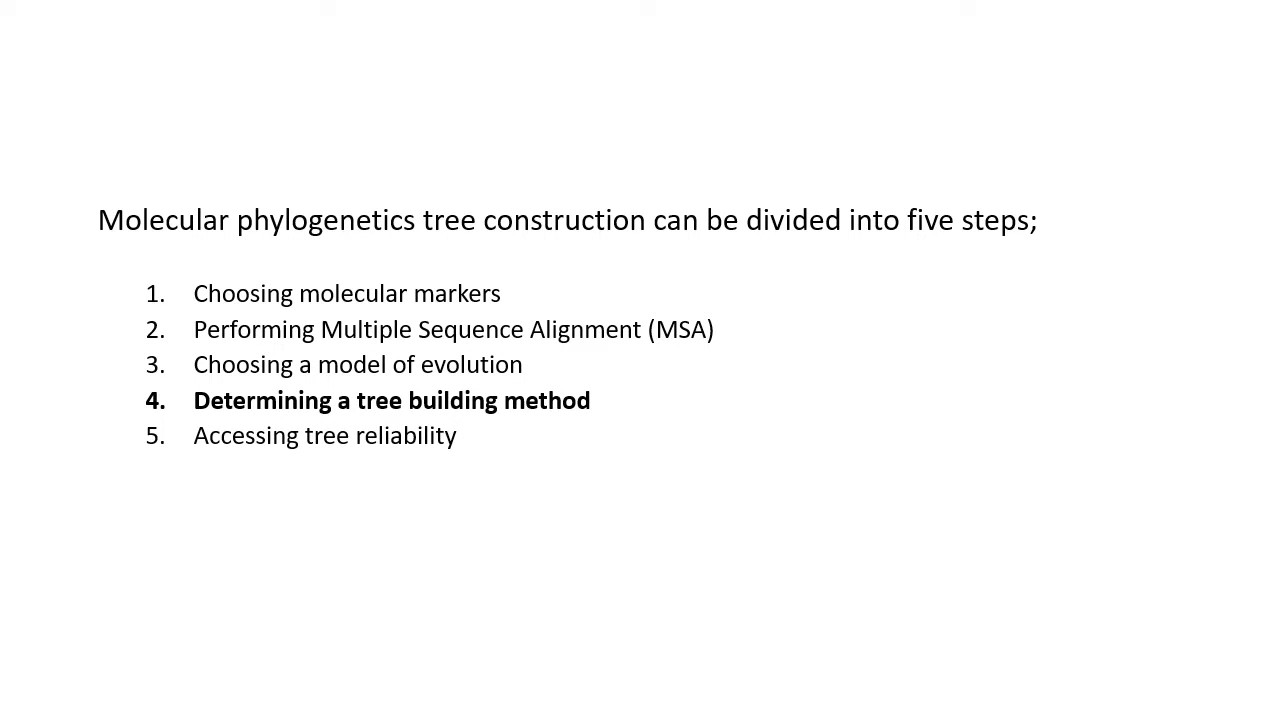 Molecular phylogenetics tree construction can be divided into five steps;
1. Choosing molecular markers
2. Performing Multiple Sequence Alignment (MSA)
3. Choosing a model of evolution
4. Determining a tree building method
5. Accessing tree reliability